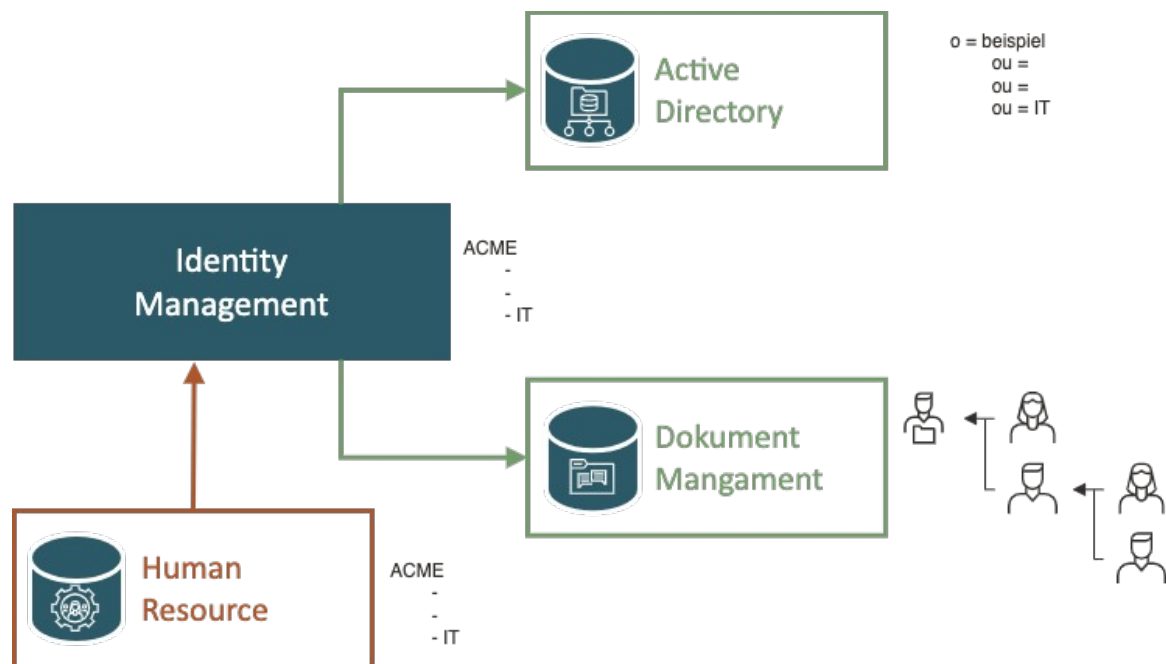 Active
Directory
o = beispiel
ou =
ou =
ou = IT
Identity
Management
ACME
-
-
- IT
Dokument
Mangament
Human
Resource
ACME
-
-
- IT